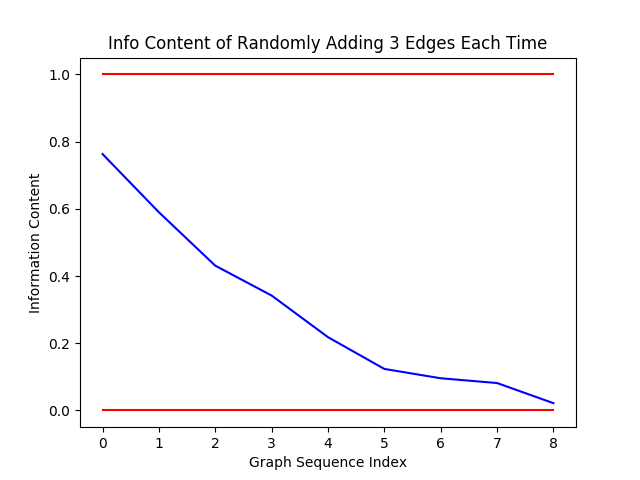 Info Content of Randomly Adding 3 Edges Each Time
1.0
0.8
0.6
0.4
0.2
0.0
Information Content
0 1 2 3 4 5 6 7 8
Graph Sequence Index